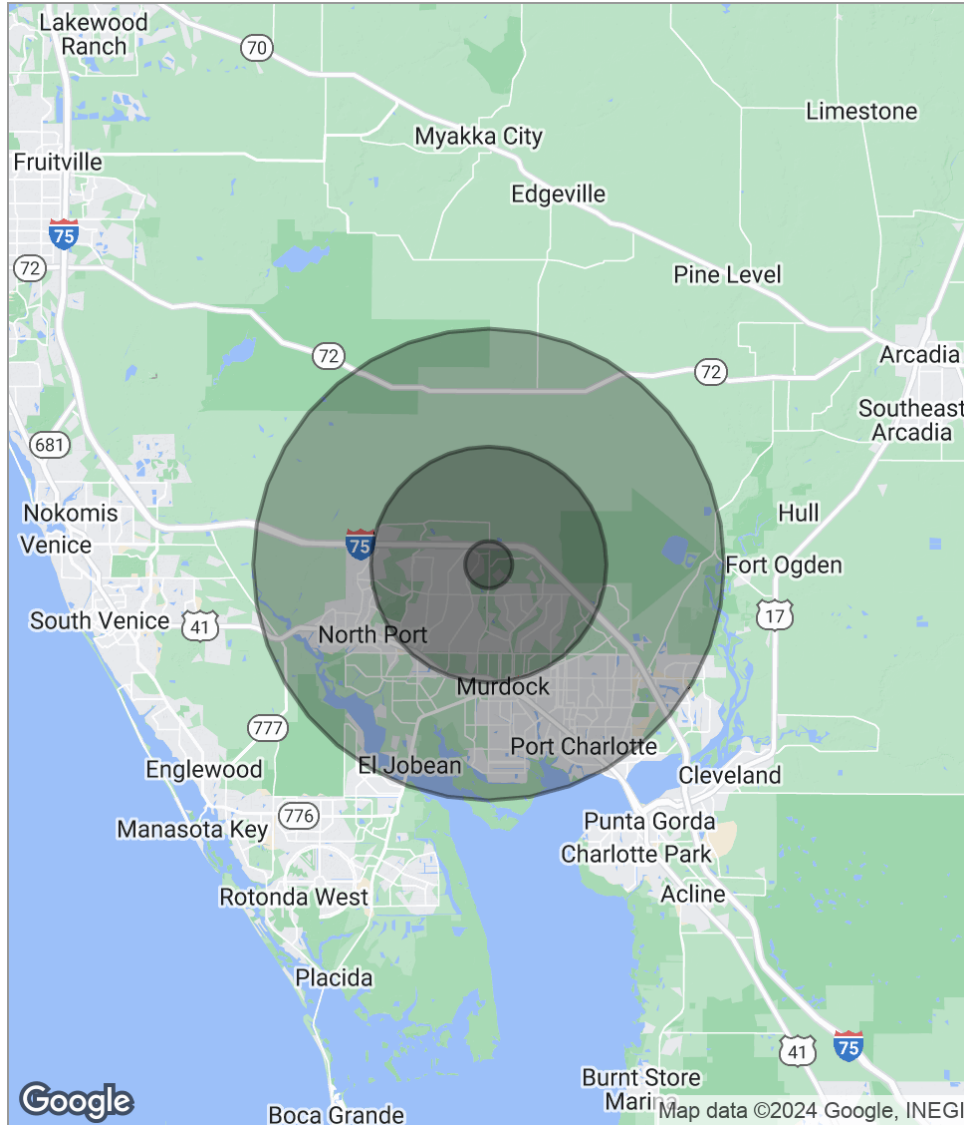 Lakewood
Ranch
70
Limestone
Myakka City
Fruitville
Edgeville
75
72
Pine Level
72
Arcadia
72
Southeast
Arcadia
681
Nokomis
Hull
Venice
75
Fort Ogden
17
South Venice
41
North Port
Murdock
777
Port Charlotte
El Jobean
Englewood
Cleveland
776
Manasota Key
Punta Gorda
Charlotte Park
Rotonda West
Acline
Placida
75
41
Burnt Store
Marina
Google
Boca Grande
Map data ©2024 Google, INEGI